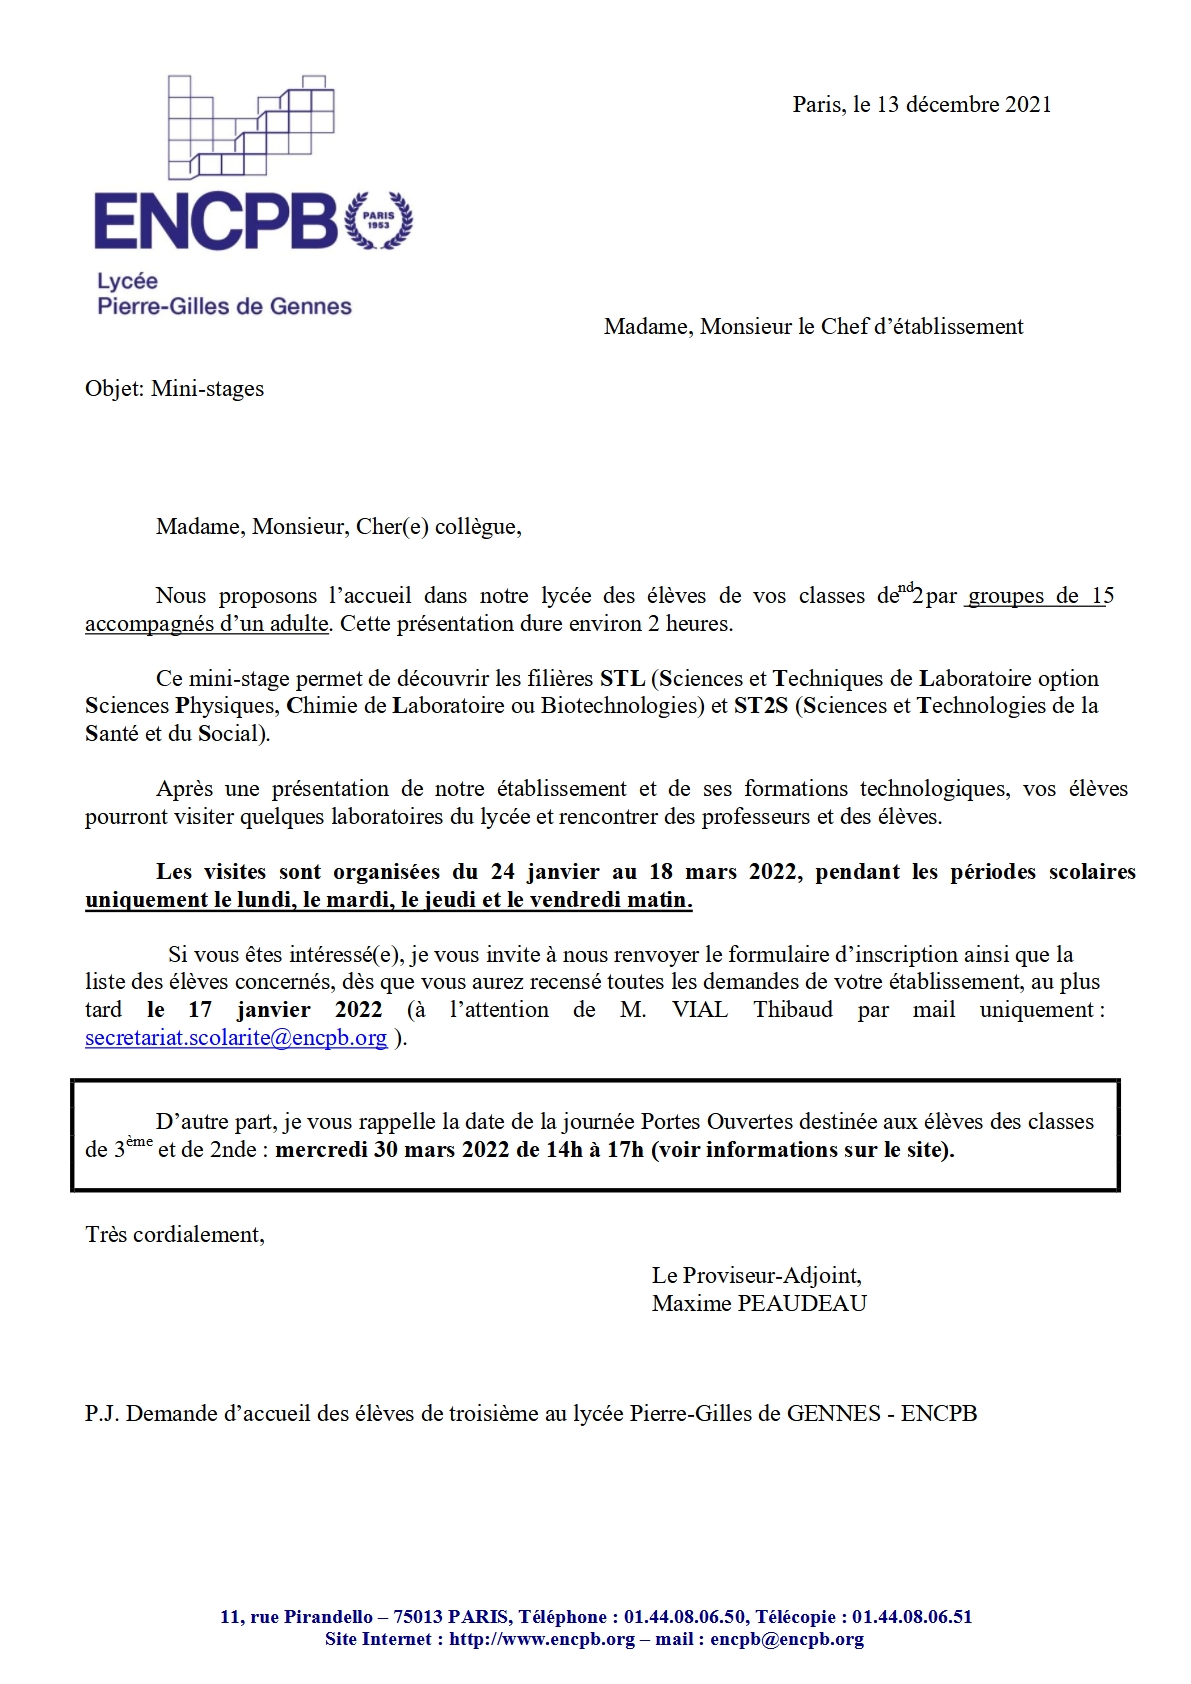 Paris, le 13 décembre 2021
ENCPB
PARIS
1953
Lycée
Pierre-Gilles de Gennes
Madame, Monsieur le Chef d’établissement
Objet: Mini-stages
Madame, Monsieur, Cher(e) collègue,
Nous proposons l’accueil dans notre lycée des élèves de vos classes de 2nd par groupes de 15
accompagnés d’un adulte. Cette présentation dure environ 2 heures.
Ce mini-stage permet de découvrir les filières STL (Sciences et Techniques de Laboratoire option
Sciences Physiques, Chimie de Laboratoire ou Biotechnologies) et ST2S (Sciences et Technologies de la
Santé et du Social).
Après une présentation de notre établissement et de ses formations technologiques, vos élèves
pourront visiter quelques laboratoires du lycée et rencontrer des professeurs et des élèves.
Les visites sont organisées du 24 janvier au 18 mars 2022, pendant les périodes scolaires
uniquement le lundi, le mardi, le jeudi et le vendredi matin.
Si vous êtes intéressé(e), je vous invite à nous renvoyer le formulaire d’inscription ainsi que la
liste des élèves concernés, dès que vous aurez recensé toutes les demandes de votre établissement, au plus
tard le 17 janvier 2022 (à l’attention de M. VIAL Thibaud par mail uniquement :
secretariat.scolarite@encpb.org ).
D’autre part, je vous rappelle la date de la journée Portes Ouvertes destinée aux élèves des classes
de 3ème et de 2nde : mercredi 30 mars 2022 de 14h à 17h (voir informations sur le site).
Très cordialement,
Le Proviseur-Adjoint,
Maxime PEAUDEAU
P.J. Demande d’accueil des élèves de troisième au lycée Pierre-Gilles de GENNES - ENCPB
11, rue Pirandello – 75013 PARIS, Téléphone : 01.44.08.06.50, Télécopie : 01.44.08.06.51
Site Internet : http://www.encpb.org – mail : encpb@encpb.org